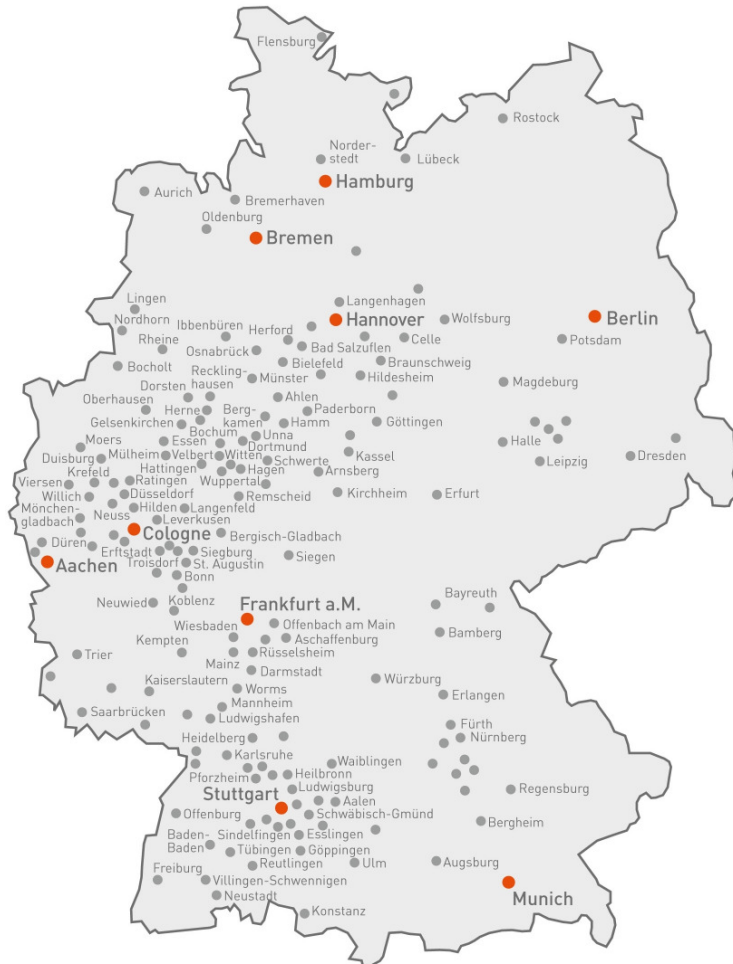 Flensburg
Rostock
Norder-
stedt
Lübeck
Hamburg
Aurich
Bremerhaven
Oldenburg
Bremen
Lingen
Langenhagen
Nordhorn
Ibbenbüren
Herford
Hannover
Wolfsburg
Berlin
Rheine
Osnabrück
Bad Salzuflen
Celle
Potsdam
Bocholt
Reckling-
hausen
Bielefeld
Braunschweig
Münster
Hildesheim
Dorsten
Magdeburg
Oberhausen
Ahlen
Herne
Berg-
kamen
Paderborn
Gelsenkirchen
Hamm
Göttingen
Bochum
Unna
Moers
Essen
Dortmund
Halle
Duisburg
Mülheim
Velbert
Witten
Schwerte
Kassel
Leipzig
Dresden
Krefeld
Hattingen
Hagen
Arnsberg
Viersen
Ratingen
Wuppertal
Willich
Düsseldorf
Remscheid
Kirchheim
Erfurt
Mönchen-
gladbach
Neuss
Hilden
Langenfeld
Leverkusen
Cologne
Bergisch-Gladbach
Düren
Erftstadt
Siegburg
Siegen
Aachen
Troisdorf
St. Augustin
Bonn
Bayreuth
Neuwied
Koblenz
Frankfurt a.M.
Wiesbaden
Offenbach am Main
Bamberg
Kempten
Aschaffenburg
Trier
Mainz
Rüsselsheim
Darmstadt
Würzburg
Kaiserslautern
Worms
Erlangen
Saarbrücken
Mannheim
Ludwigshafen
Fürth
Heidelberg
Nürnberg
Karlsruhe
Waiblingen
Pforzheim
Heilbronn
Ludwigsburg
Regensburg
Stuttgart
Aalen
Offenburg
Schwäbisch-Gmünd
Bergheim
Baden-
Baden
Sindelfingen
Esslingen
Tübingen
Göppingen
Freiburg
Reutlingen
Ulm
Augsburg
Villingen-Schwennigen
Munich
Neustadt
Konstanz